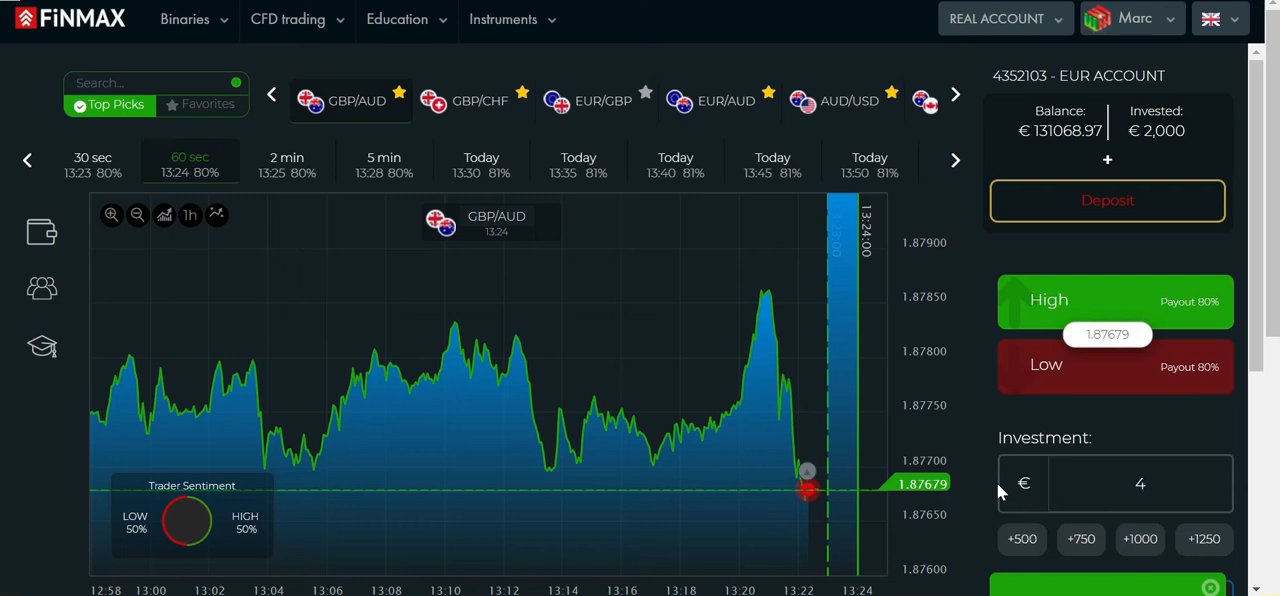 FiNMAX
Binaries
CFD trading
Education
Instruments
REAL ACCOUNT
Marc
Search...
Top Picks
Favorites
GBP/AUD
GBP/CHF
EUR/GBP
EUR/AUD
AUD/USD
30 sec
13:23 80%
60 sec
13:24 80%
2 min
13:25 80%
5 min
13:28 80%
Today
13:30 81%
Today
13:35 81%
Today
13:40 81%
Today
13:45 81%
Today
13:50 81%
1h
GBP/AUD
13:24
13:23:00
13:24:00
1.87900
1.87850
1.87800
1.87750
1.87700
1.87679
1.87650
1.87600
Trader Sentiment
LOW
50%
HIGH
50%
12:58
13:00
13:02
13:04
13:06
13:08
13:10
13:12
13:14
13:16
13:18
13:20
13:22
13:24
4352103 - EUR ACCOUNT
Balance:
€ 131068.97
Invested:
€ 2,000
+
Deposit
High
Payout 80%
1.87679
Low
Payout 80%
Investment:
€
4
+500
+750
+1000
+1250